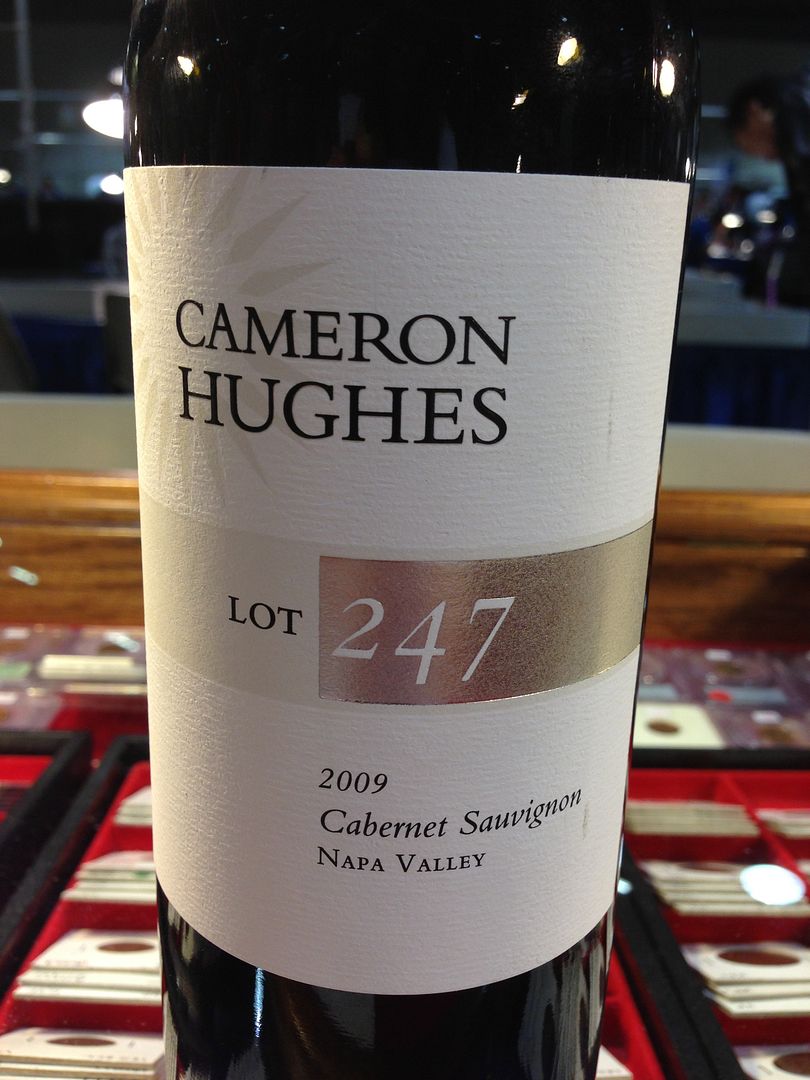 CAMERON
HUGHES
LOT 247
2009
Cabernet Sauvignon
NAPA VALLEY